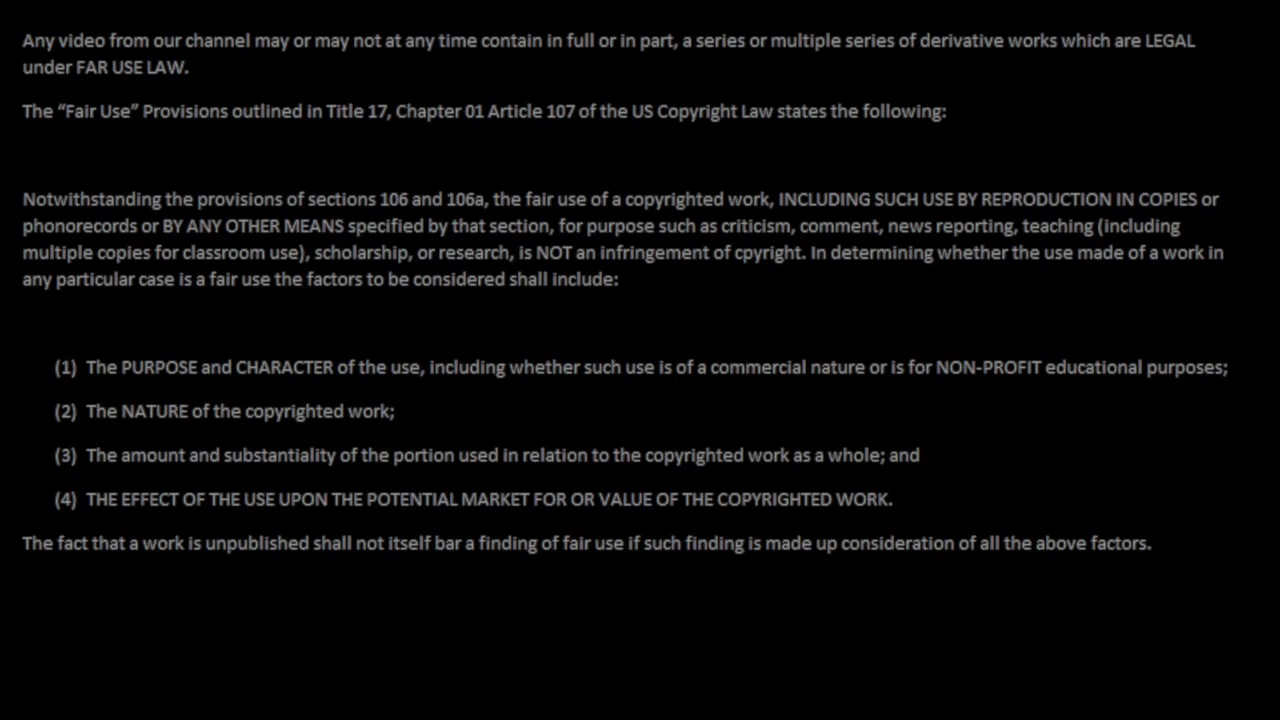 Any video from our channel may or may not at any time contain in full or in part, a series or multiple series of derivative works which are LEGAL
under FAR USE LAW.
The “Fair Use” Provisions outlined in Title 17, Chapter 01 Article 107 of the US Copyright Law states the following:
Notwithstanding the provisions of sections 106 and 106a, the fair use of a copyrighted work, INCLUDING SUCH USE BY REPRODUCTION IN COPIES or
phonorecords or BY ANY OTHER MEANS specified by that section, for purpose such as criticism, comment, news reporting, teaching (including
multiple copies for classroom use), scholarship, or research, is NOT an infringement of cpyright. In determining whether the use made of a work in
any particular case is a fair use the factors to be considered shall include:
(1) The PURPOSE and CHARACTER of the use, including whether such use is of a commercial nature or is for NON-PROFIT educational purposes;
(2) The NATURE of the copyrighted work;
(3) The amount and substantiality of the portion used in relation to the copyrighted work as a whole; and
(4) THE EFFECT OF THE USE UPON THE POTENTIAL MARKET FOR OR VALUE OF THE COPYRIGHTED WORK.
The fact that a work is unpublished shall not itself bar a finding of fair use if such finding is made up consideration of all the above factors.